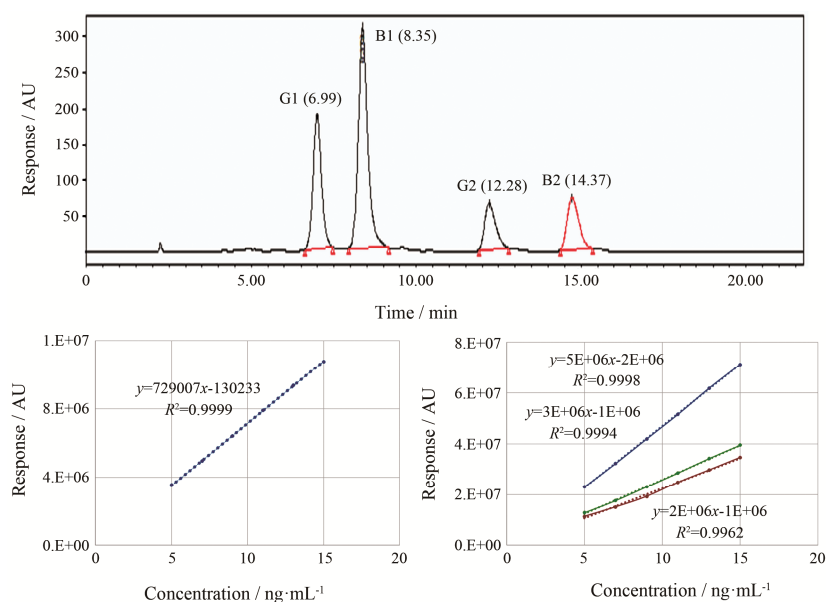 300
250
200
150
100
50
Response / AU
G1 (6.99)
B1 (8.35)
G2 (12.28)
B2 (14.37)
0
5.00
10.00
15.00
20.00
Time / min
1.E+07
8.E+06
4.E+06
0.E+00
Response / AU
y=729007x-130233
R²=0.9999
0
5
10
15
20
Concentration / ng·mL⁻¹
8.E+07
6.E+07
4.E+07
2.E+07
0.E+00
Response / AU
y=5E+06x-2E+06
R²=0.9998
y=3E+06x-1E+06
R²=0.9994
y=2E+06x-1E+06
R²=0.9962
0
5
10
15
20
Concentration / ng·mL⁻¹